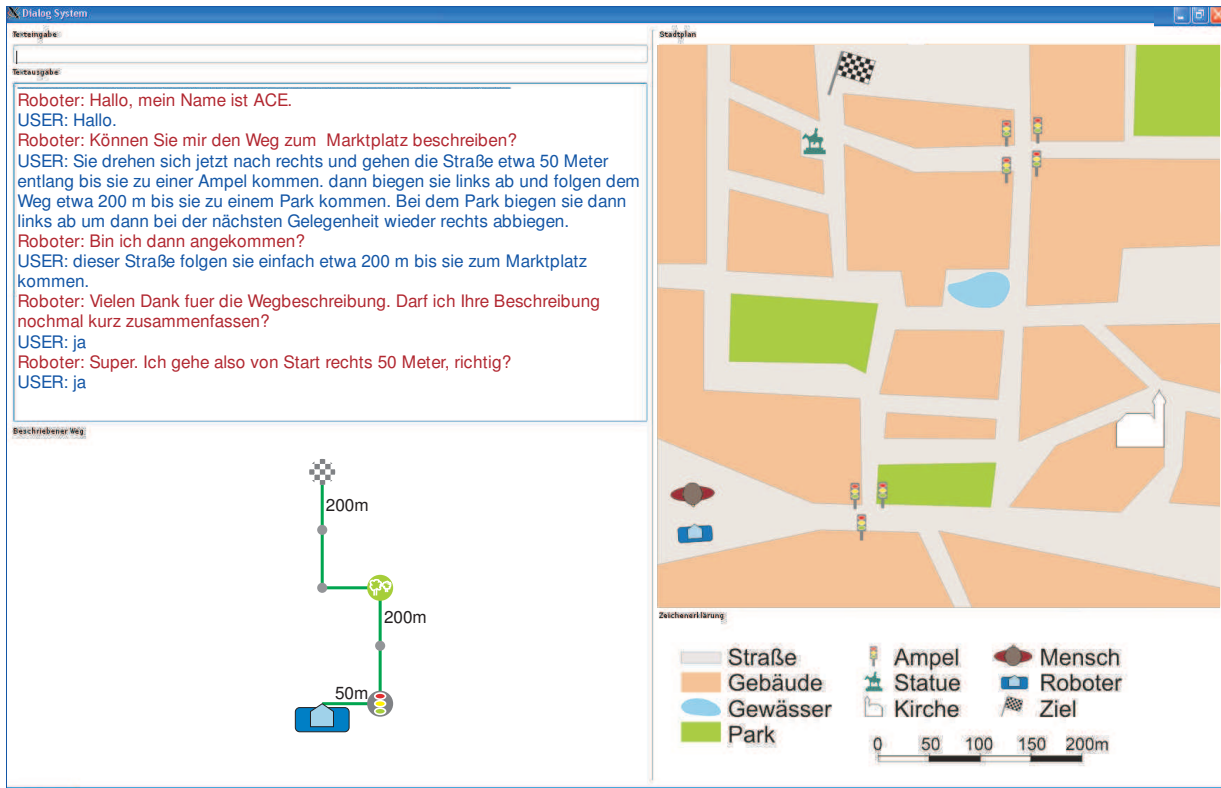 Dialog System
Texteingabe
Textausgabe
Roboter: Hallo, mein Name ist ACE.
USER: Hallo.
Roboter: Können Sie mir den Weg zum Marktplatz beschreiben?
USER: Sie drehen sich jetzt nach rechts und gehen die Straße etwa 50 Meter
entlang bis sie zu einer Ampel kommen. dann biegen sie links ab und folgen dem
Weg etwa 200 m bis sie zu einem Park kommen. Bei dem Park biegen sie dann
links ab um dann bei der nächsten Gelegenheit wieder rechts abbiegen.
Roboter: Bin ich dann angekommen?
USER: dieser Straße folgen sie einfach etwa 200 m bis sie zum Marktplatz
kommen.
Roboter: Vielen Dank fuer die Wegbeschreibung. Darf ich Ihre Beschreibung
nochmal kurz zusammenfassen?
USER: ja
Roboter: Super. Ich gehe also von Start rechts 50 Meter, richtig?
USER: ja
Beschriebener Weg
200m
200m
50m
Stadtplan
Zeichenerklärung
Straße
Gebäude
Gewässer
Park
Ampel
Statue
Kirche
Mensch
Roboter
Ziel
0 50 100 150 200m